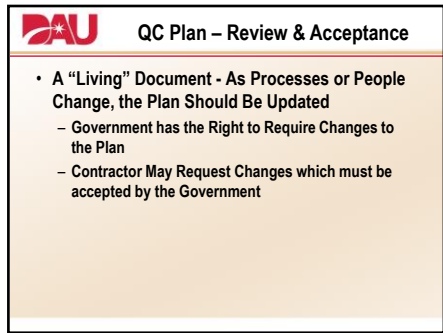 DAU
QC Plan – Review & Acceptance
• A “Living” Document - As Processes or People
Change, the Plan Should Be Updated
– Government has the Right to Require Changes to
the Plan
– Contractor May Request Changes which must be
accepted by the Government